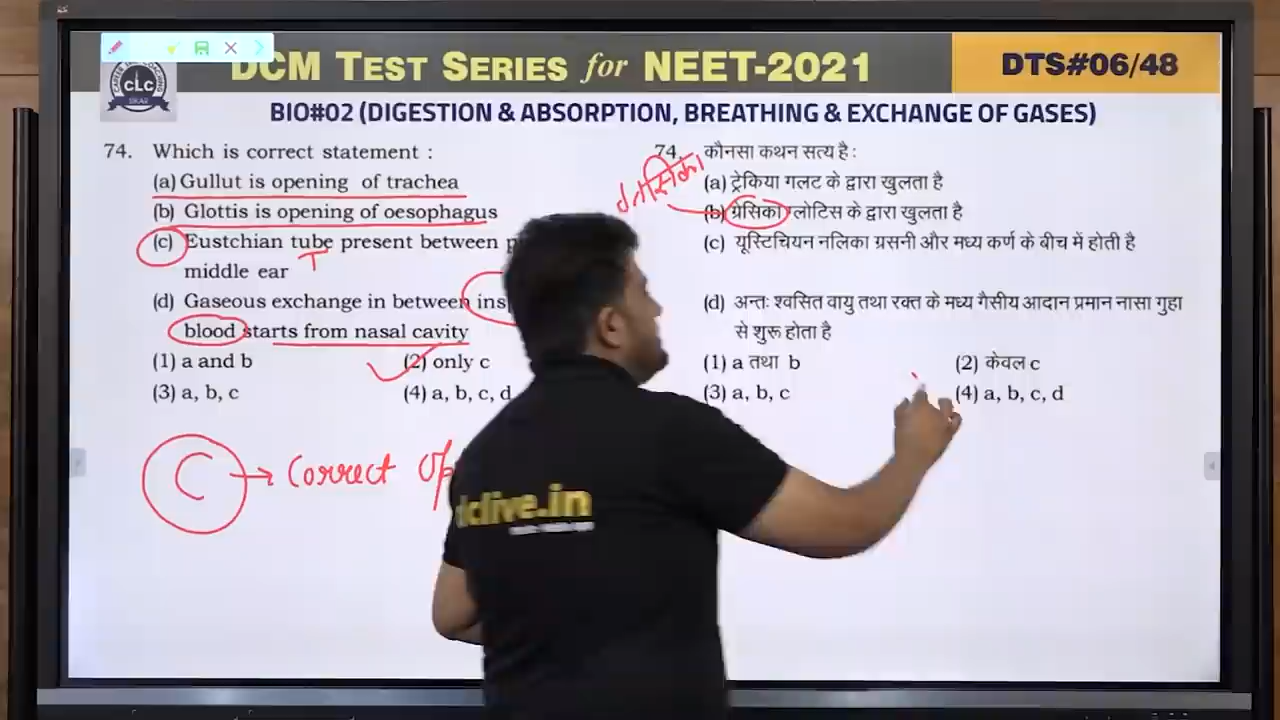 DCM TEST SERIES for NEET-2021
DTS#06/48
CLC
SIKAR
BIO#02 (DIGESTION & ABSORPTION, BREATHING & EXCHANGE OF GASES)
74. Which is correct statement :
(a) Gullut is opening of trachea
(b) Glottis is opening of oesophagus
(c) Eustchian tube present between
middle ear
(d) Gaseous exchange in between ins
blood starts from nasal cavity
(1) a and b (2) only c
(3) a, b, c (4) a, b, c, d
C → Correct Op
74. कौनसा कथन सत्य है :
(a) ट्रेकिया गलट के द्वारा खुलता है
(b) ग्रेसिका ग्लोटिस के द्वारा खुलता है
(c) यूस्टिचियन नलिका ग्रसनी और मध्य कर्ण के बीच में होती है
(d) अन्तः श्वसित वायु तथा रक्त के मध्य गैसीय आदान प्रमान नासा गुहा
से शुरू होता है
(1) a तथा b (2) केवल c
(3) a, b, c (4) a, b, c, d
clive.in